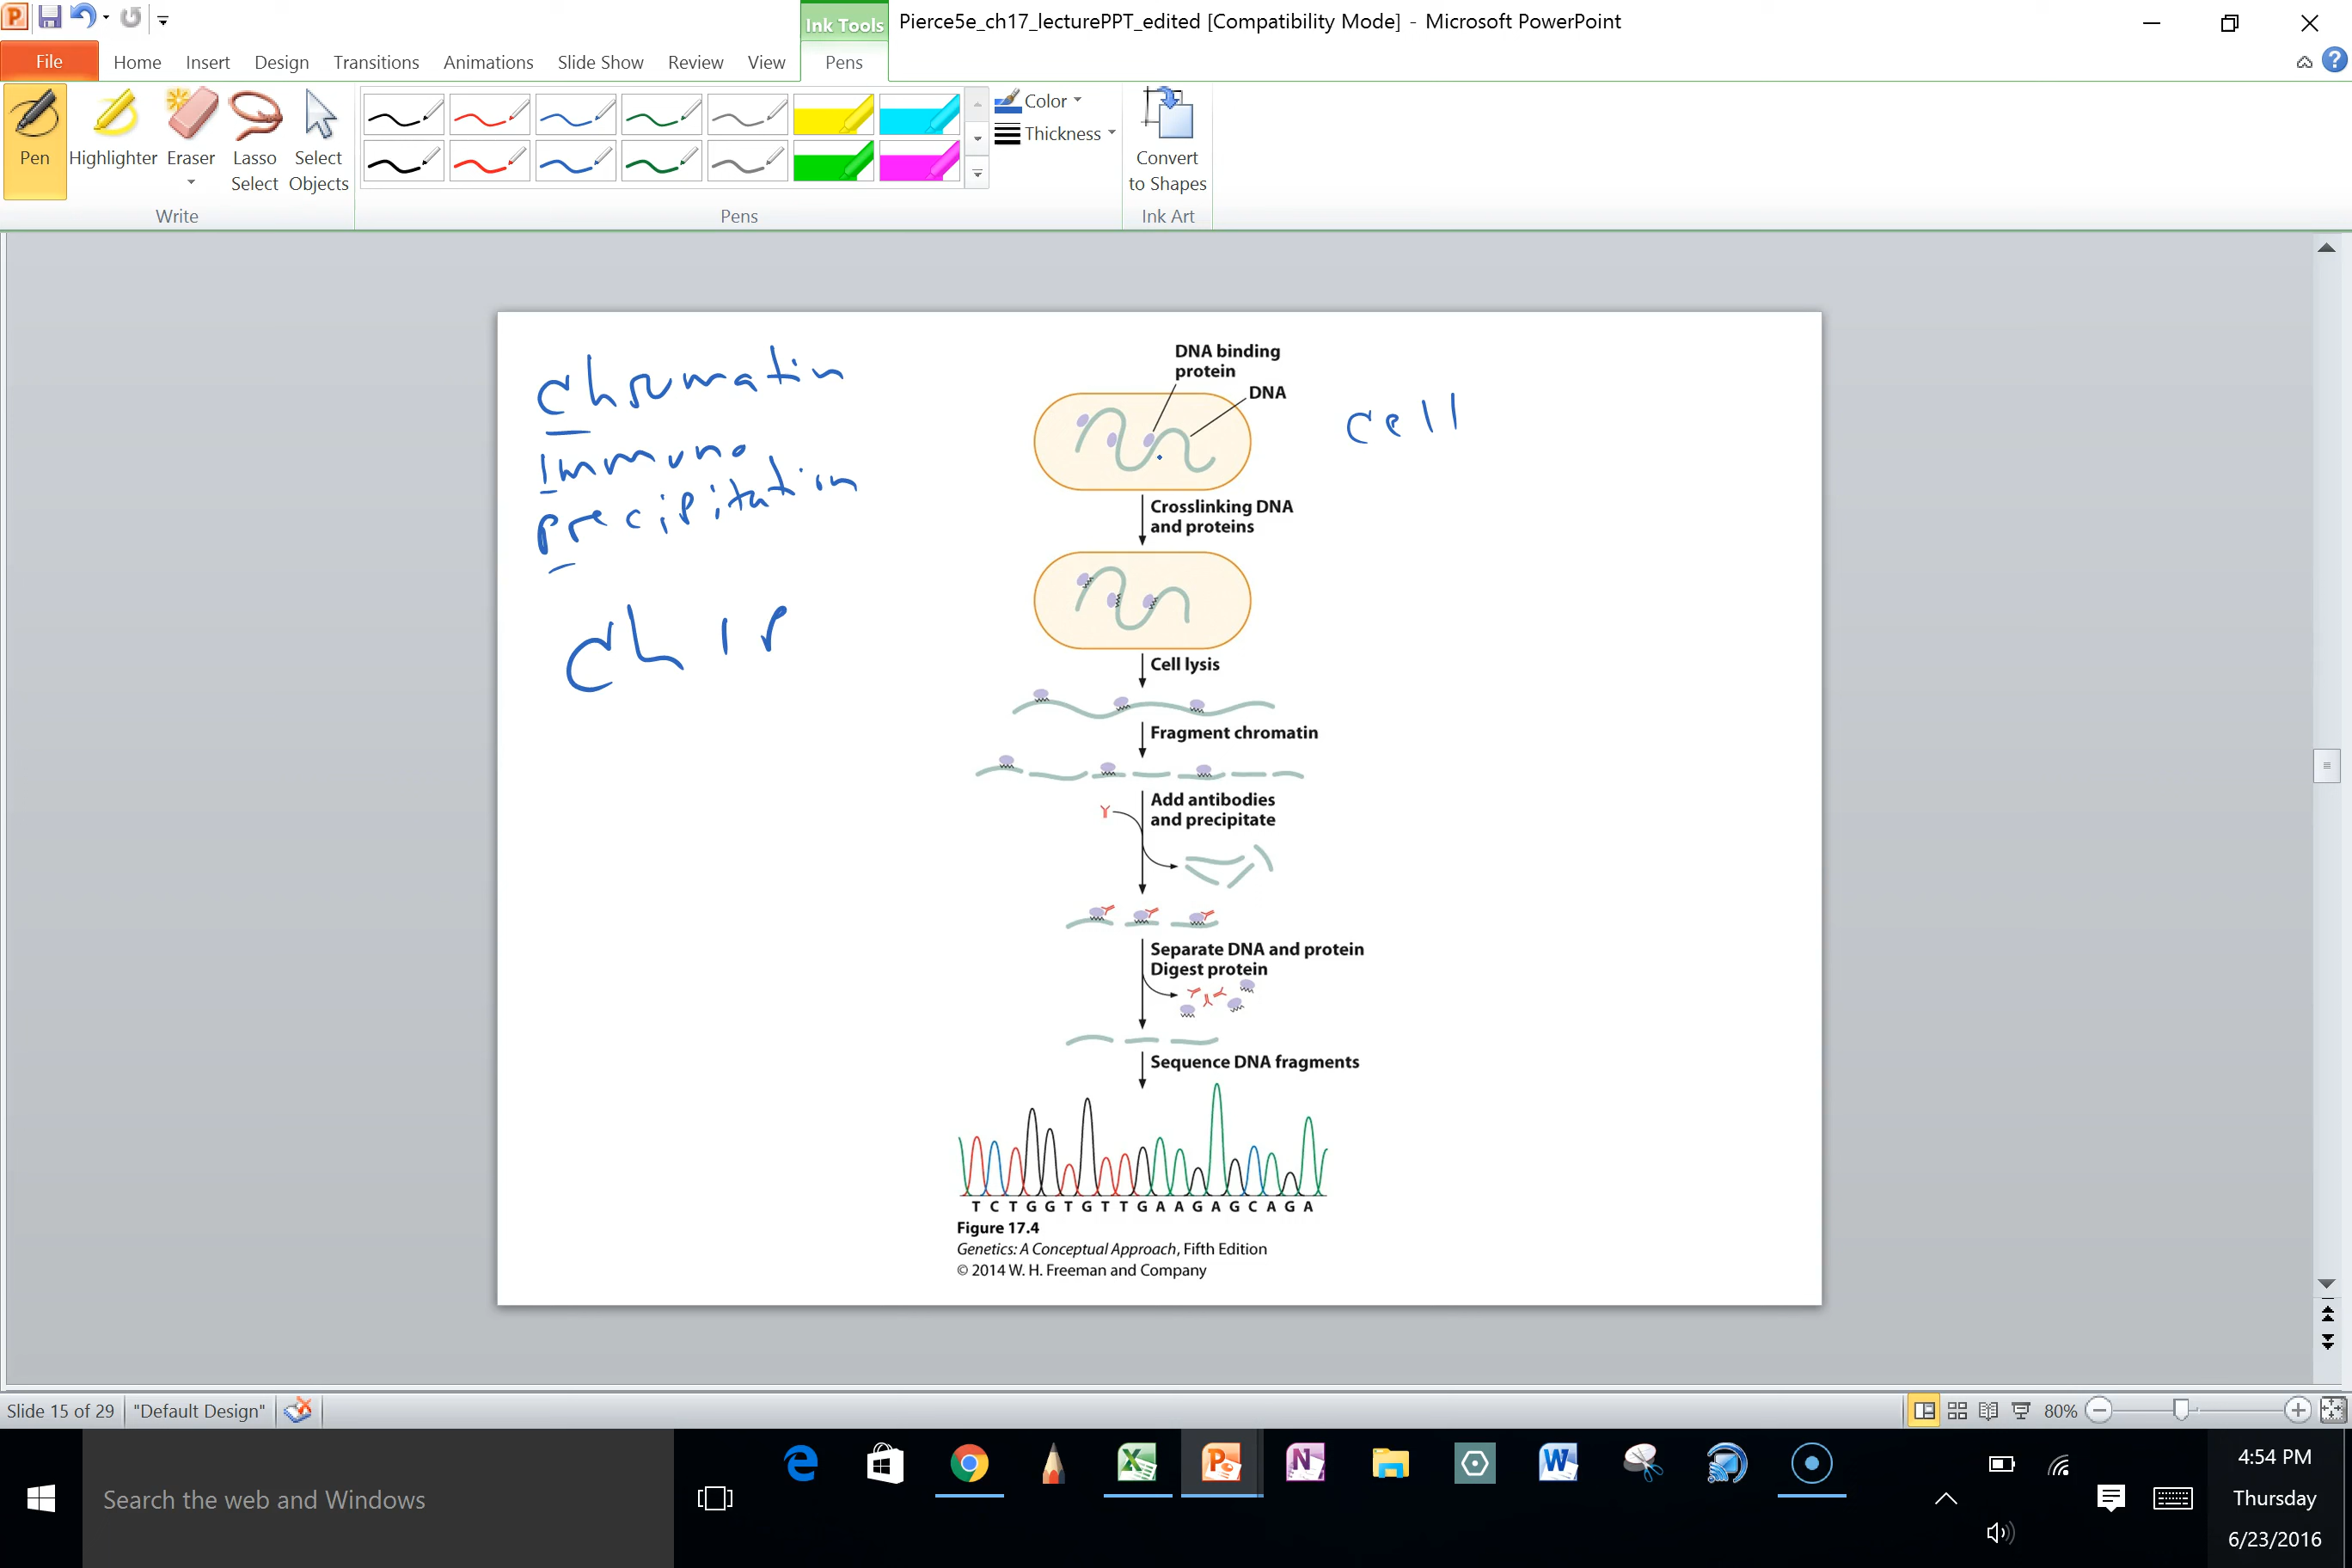 Ink Tools
Pierce5e_ch17_lecturePPT_edited [Compatibility Mode] - Microsoft PowerPoint
File Home Insert Design Transitions Animations Slide Show Review View Pens
Pen
Highlighter
Eraser
Lasso Select
Select Objects
Color
Thickness
Convert to Shapes
Write
Pens
Ink Art
Chromatin
Immuno
precipitation
ChIP
DNA binding
protein
DNA
cell
Crosslinking DNA
and proteins
Cell lysis
Fragment chromatin
Add antibodies
and precipitate
Separate DNA and protein
Digest protein
Sequence DNA fragments
T C T G G T G T T G A A G A G C A G A
Figure 17.4
Genetics: A Conceptual Approach, Fifth Edition
© 2014 W. H. Freeman and Company
Slide 15 of 29
"Default Design"
80%
Search the web and Windows
4:54 PM
Thursday
6/23/2016